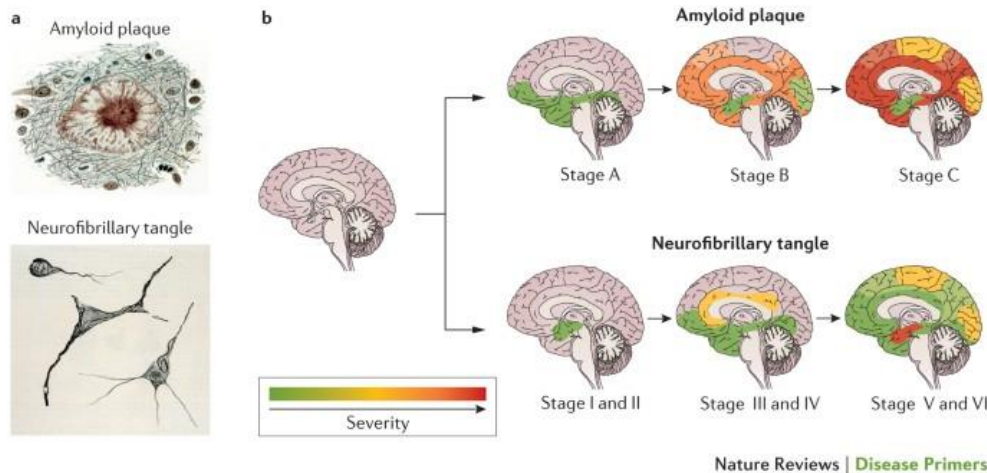 a
Amyloid plaque
Neurofibrillary tangle
b
Amyloid plaque
Stage A
Stage B
Stage C
Neurofibrillary tangle
Stage I and II
Stage III and IV
Stage V and VI
Severity
Nature Reviews | Disease Primers